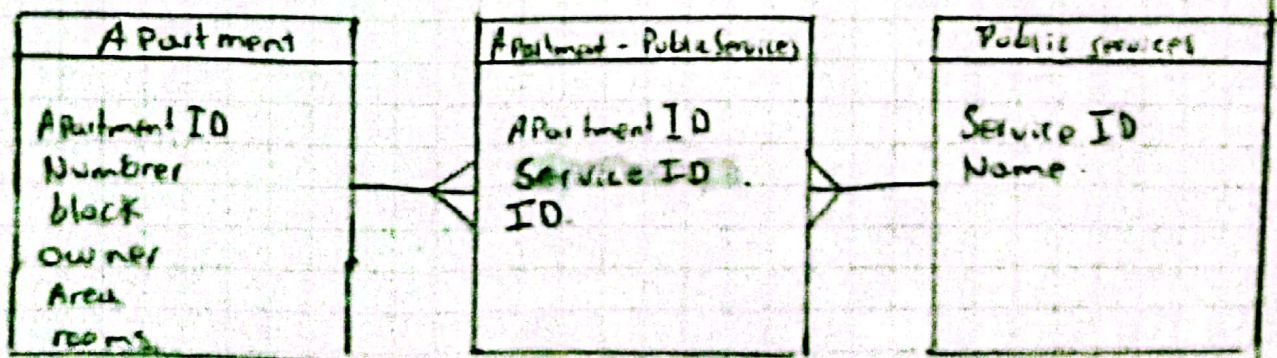 Apartment
Apartment ID
Numbrer
block
owner
Area
rooms
Apartment - Public Services
Apartment ID
Service ID.
ID.
Public services
Service ID
Name.